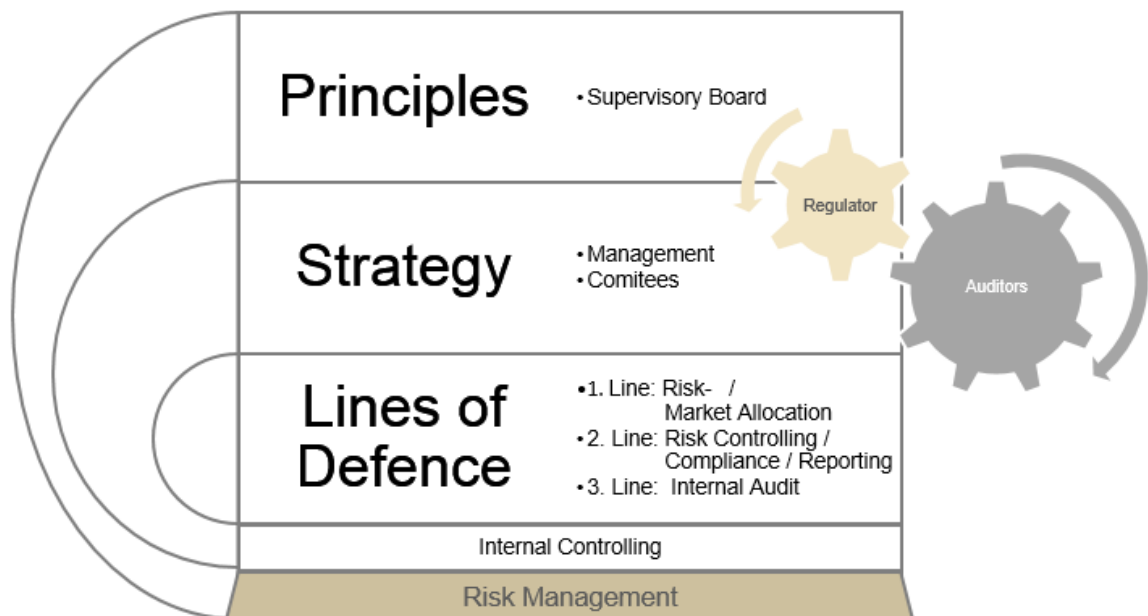 Principles
• Supervisory Board
Regulator
Strategy
• Management
• Comitees
Auditors
Lines of
Defence
• 1. Line: Risk- /
Market Allocation
• 2. Line: Risk Controlling /
Compliance / Reporting
• 3. Line: Internal Audit
Internal Controlling
Risk Management